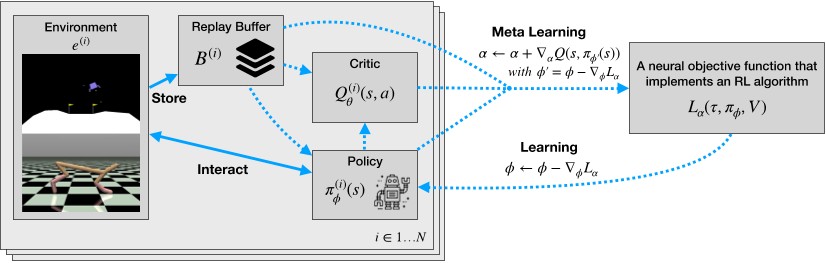 Environment
e^(i)
Replay Buffer
B^(i)
Store
Critic
Q_θ^(i)(s, a)
Interact
Policy
π_ϕ^(i)(s)
i ∈ 1…N
Meta Learning
α ← α + ∇_α Q(s, π_ϕ′(s))
with ϕ′ = ϕ − ∇_ϕ L_α
Learning
ϕ ← ϕ − ∇_ϕ L_α
A neural objective function that
implements an RL algorithm
L_α(τ, π_ϕ, V)